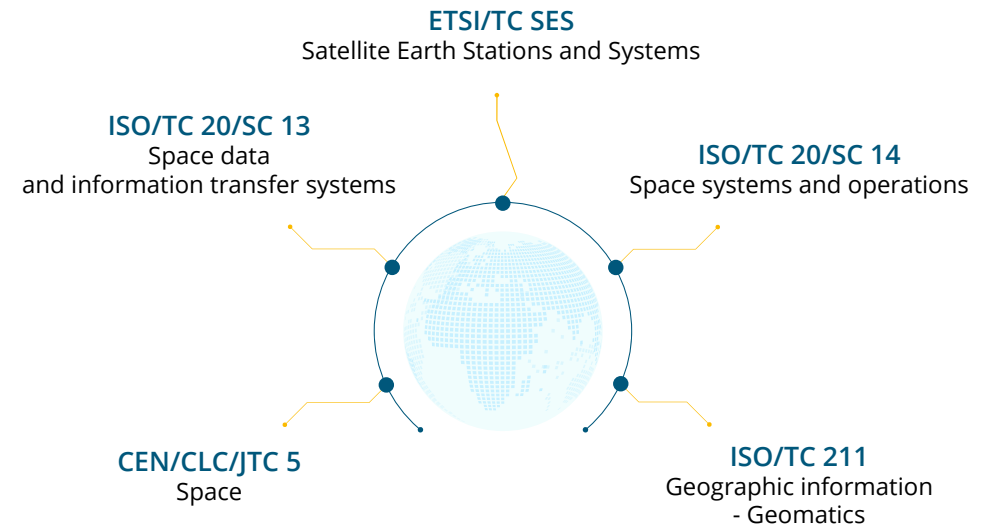 ETSI/TC SES
Satellite Earth Stations and Systems
ISO/TC 20/SC 13
Space data
and information transfer systems
ISO/TC 20/SC 14
Space systems and operations
CEN/CLC/JTC 5
Space
ISO/TC 211
Geographic information
- Geomatics